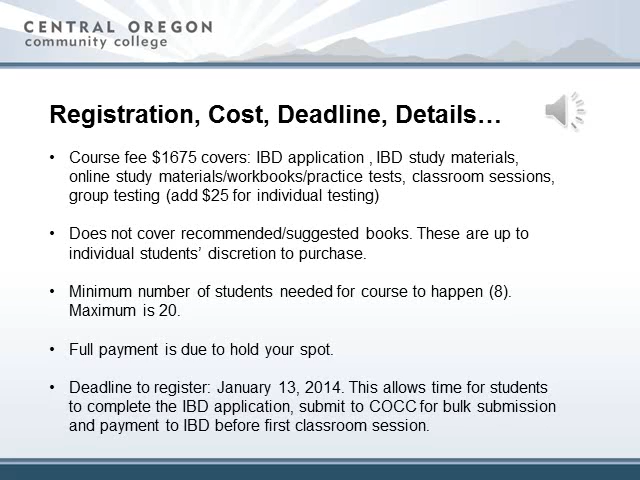 CENTRAL OREGON
community college
Registration, Cost, Deadline, Details…
• Course fee $1675 covers: IBD application , IBD study materials,
online study materials/workbooks/practice tests, classroom sessions,
group testing (add $25 for individual testing)
• Does not cover recommended/suggested books. These are up to
individual students’ discretion to purchase.
• Minimum number of students needed for course to happen (8).
Maximum is 20.
• Full payment is due to hold your spot.
• Deadline to register: January 13, 2014. This allows time for students
to complete the IBD application, submit to COCC for bulk submission
and payment to IBD before first classroom session.